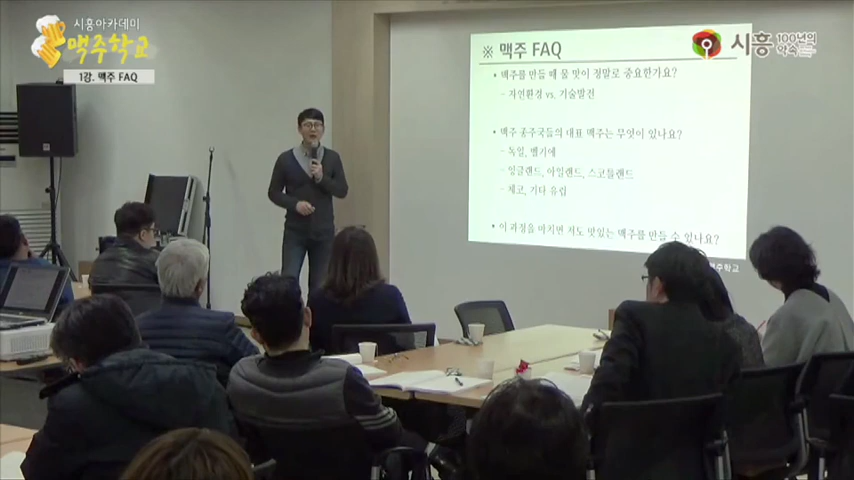 시흥아카데미
맥주학교
1강. 맥주 FAQ
시흥 100년의 약속
※ 맥주 FAQ
• 맥주를 만들 때 물 맛이 정말로 중요한가요?
– 자연환경 vs. 기술발전
• 맥주 종주국들의 대표 맥주는 무엇이 있나요?
– 독일, 벨기에
– 잉글랜드, 아일랜드, 스코틀랜드
– 체코, 기타 유럽
• 이 과정을 마치면 저도 맛있는 맥주를 만들 수 있나요?
맥주학교